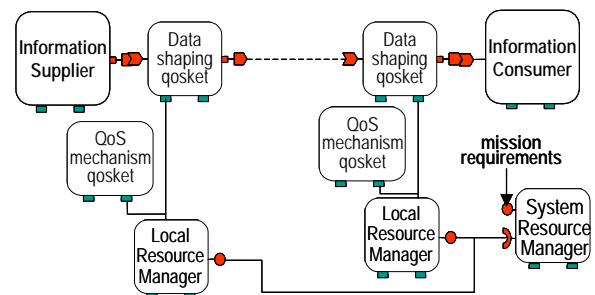 Information
Supplier
Data
shaping
qosket
Data
shaping
qosket
Information
Consumer
QoS
mechanism
qosket
QoS
mechanism
qosket
mission
requirements
Local
Resource
Manager
Local
Resource
Manager
System
Resource
Manager